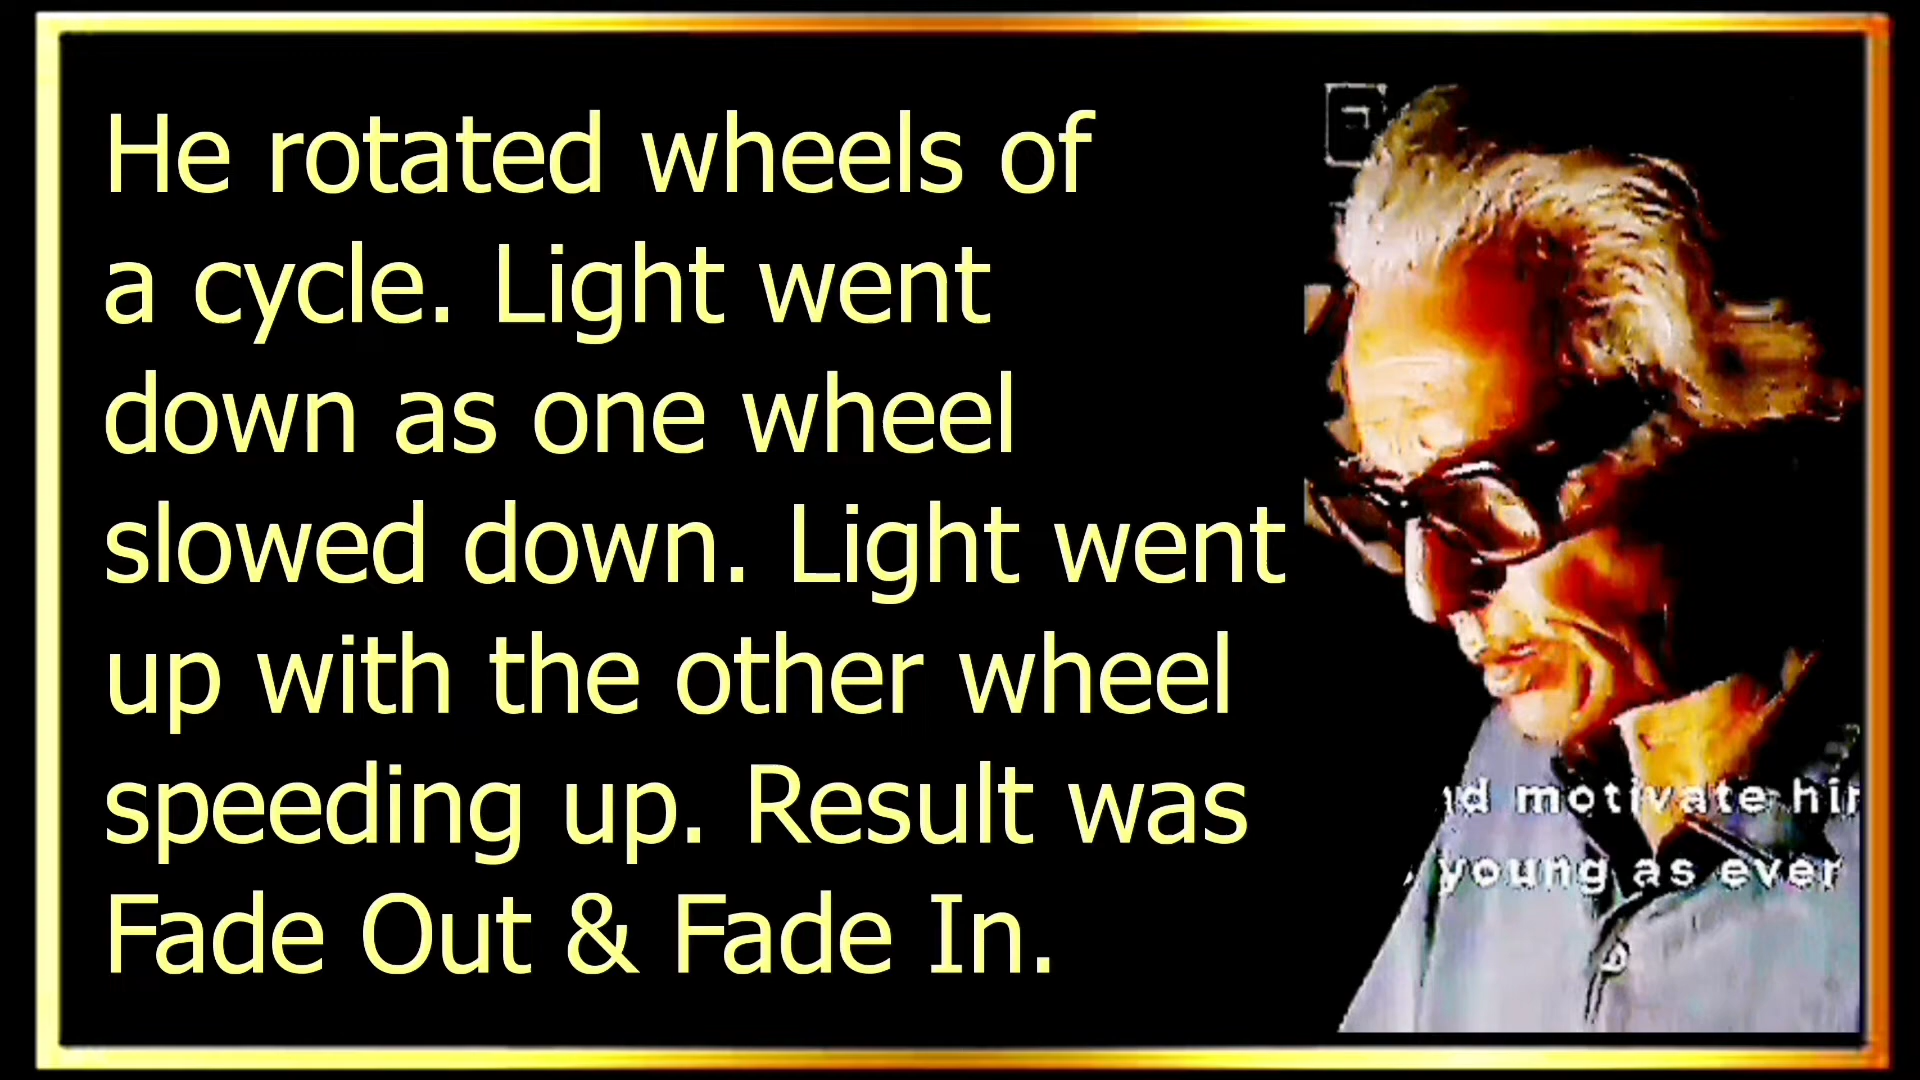 He rotated wheels of
a cycle. Light went
down as one wheel
slowed down. Light went
up with the other wheel
speeding up. Result was
Fade Out & Fade In.
motivate
young as ever